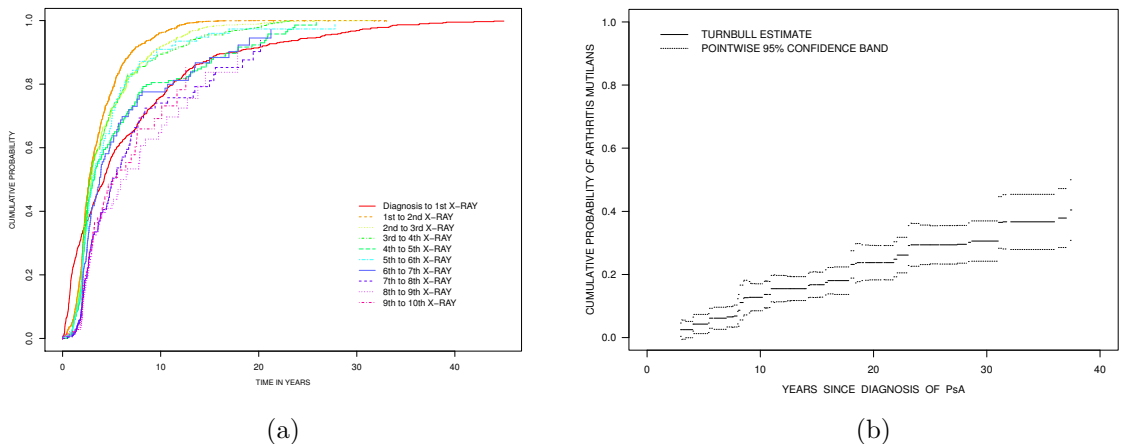 CUMULATIVE PROBABILITY
1.0
0.8
0.6
0.4
0.2
0.0
Diagnosis to 1st X−RAY
1st to 2nd X−RAY
2nd to 3rd X−RAY
3rd to 4th X−RAY
4th to 5th X−RAY
5th to 6th X−RAY
6th to 7th X−RAY
7th to 8th X−RAY
8th to 9th X−RAY
9th to 10th X−RAY
0 10 20 30 40
TIME IN YEARS
(a)
CUMULATIVE PROBABILITY OF ARTHRITIS MUTILANS
1.0
0.8
0.6
0.4
0.2
0.0
TURNBULL ESTIMATE
POINTWISE 95% CONFIDENCE BAND
0 10 20 30 40
YEARS SINCE DIAGNOSIS OF PsA
(b)